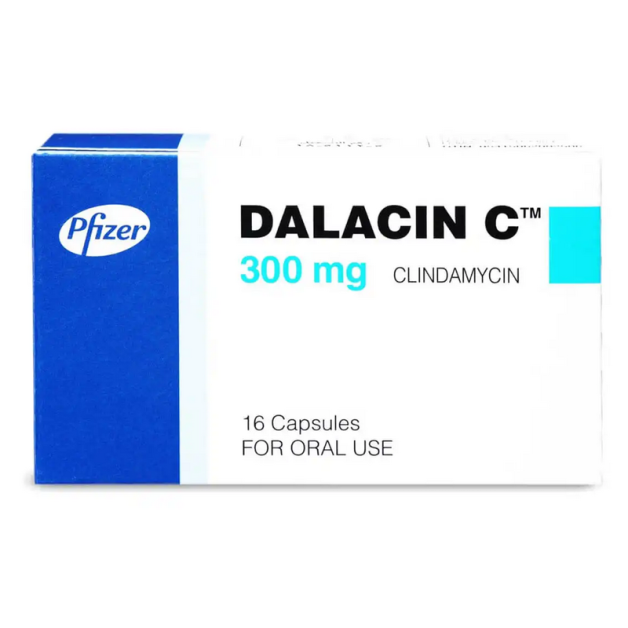 Pfizer
DALACIN C™
300 mg CLINDAMYCIN
16 Capsules
FOR ORAL USE